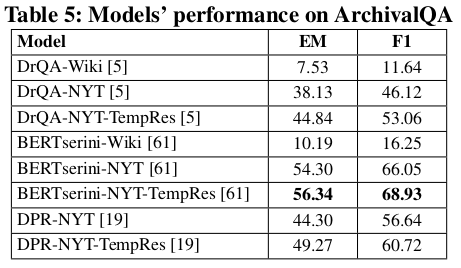 Table 5: Models' performance on ArchivalQA
Model EM F1
DrQA-Wiki [5] 7.53 11.64
DrQA-NYT [5] 38.13 46.12
DrQA-NYT-TempRes [5] 44.84 53.06
BERTserini-Wiki [61] 10.19 16.25
BERTserini-NYT [61] 54.30 66.05
BERTserini-NYT-TempRes [61] 56.34 68.93
DPR-NYT [19] 44.30 56.64
DPR-NYT-TempRes [19] 49.27 60.72